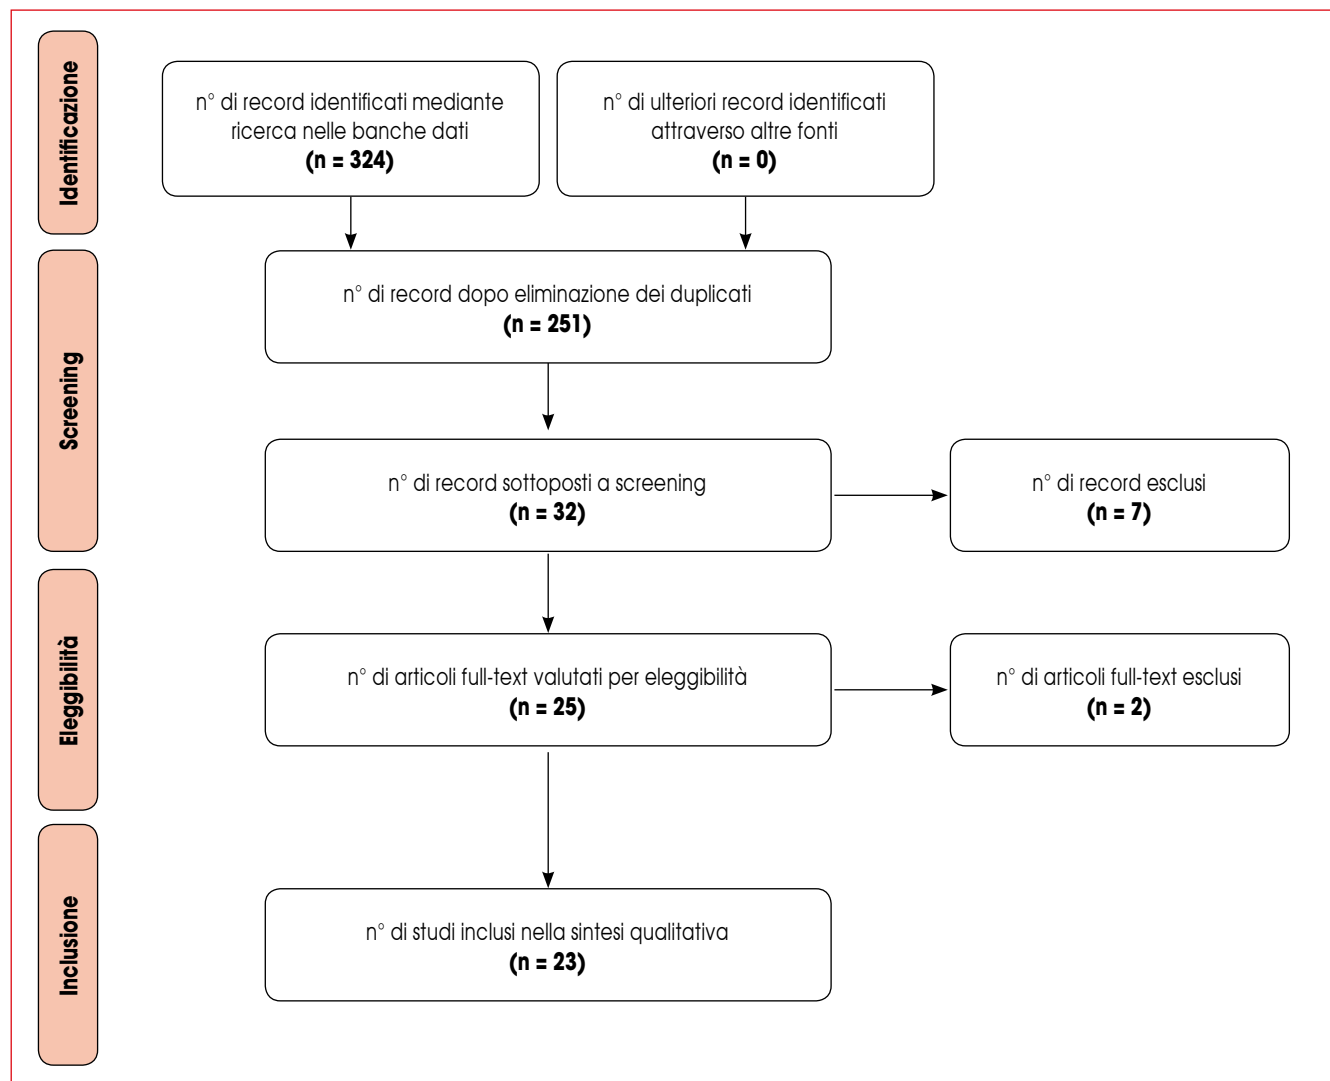 Identificazione
n° di record identificati mediante
ricerca nelle banche dati
(n = 324)
n° di ulteriori record identificati
attraverso altre fonti
(n = 0)
Screening
n° di record dopo eliminazione dei duplicati
(n = 251)
n° di record sottoposti a screening
(n = 32)
n° di record esclusi
(n = 7)
Eleggibilità
n° di articoli full-text valutati per eleggibilità
(n = 25)
n° di articoli full-text esclusi
(n = 2)
Inclusione
n° di studi inclusi nella sintesi qualitativa
(n = 23)